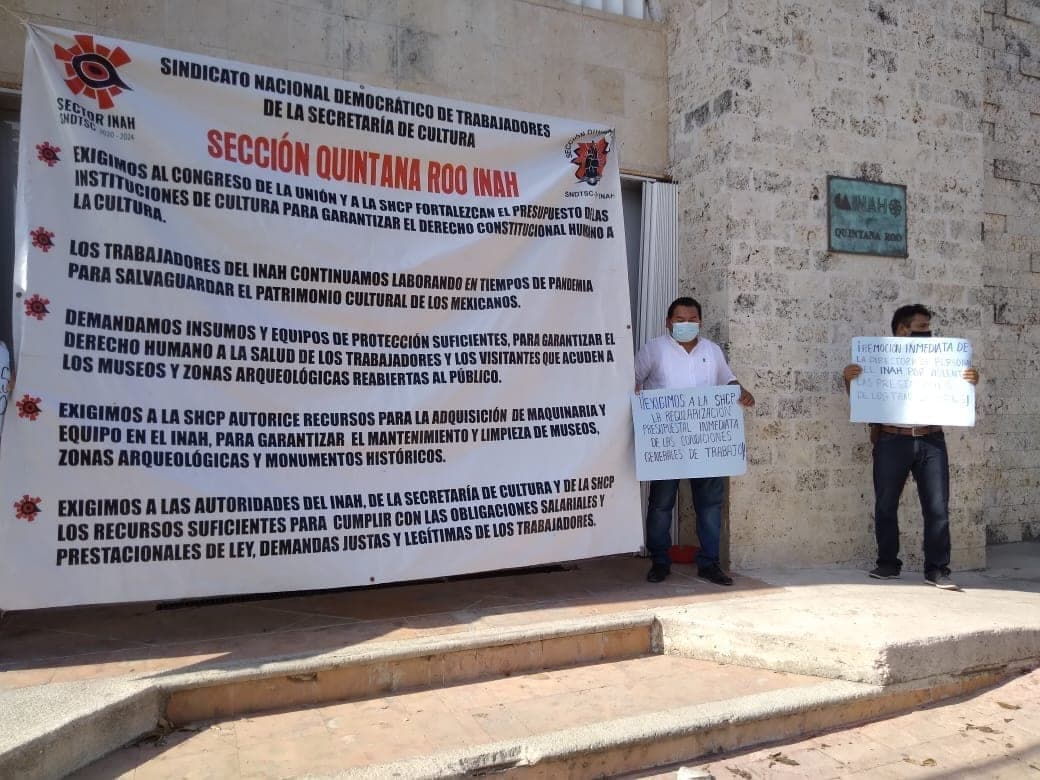 SINDICATO NACIONAL DEMOCRÁTICO DE TRABAJADORES
DE LA SECRETARÍA DE CULTURA
SECTOR INAH
SNDTSC 2020 - 2024
SECCIÓN QUINTANA ROO INAH
SNDTSC-INAH
EXIGIMOS AL CONGRESO DE LA UNIÓN Y A LA SHCP FORTALEZCAN EL PRESUPUESTO DE LAS
INSTITUCIONES DE CULTURA PARA GARANTIZAR EL DERECHO CONSTITUCIONAL HUMANO A
LA CULTURA.
LOS TRABAJADORES DEL INAH CONTINUAMOS LABORANDO EN TIEMPOS DE PANDEMIA
PARA SALVAGUARDAR EL PATRIMONIO CULTURAL DE LOS MEXICANOS.
DEMANDAMOS INSUMOS Y EQUIPOS DE PROTECCIÓN SUFICIENTES, PARA GARANTIZAR EL
DERECHO HUMANO A LA SALUD DE LOS TRABAJADORES Y LOS VISITANTES QUE ACUDEN A
LOS MUSEOS Y ZONAS ARQUEOLÓGICAS REABIERTAS AL PÚBLICO.
EXIGIMOS A LA SHCP AUTORICE RECURSOS PARA LA ADQUISICIÓN DE MAQUINARIA Y
EQUIPO EN EL INAH, PARA GARANTIZAR EL MANTENIMIENTO Y LIMPIEZA DE MUSEOS,
ZONAS ARQUEOLÓGICAS Y MONUMENTOS HISTÓRICOS.
EXIGIMOS A LAS AUTORIDADES DEL INAH, DE LA SECRETARÍA DE CULTURA Y DE LA SHCP
LOS RECURSOS SUFICIENTES PARA CUMPLIR CON LAS OBLIGACIONES SALARIALES Y
PRESTACIONALES DE LEY, DEMANDAS JUSTAS Y LEGÍTIMAS DE LOS TRABAJADORES.
¡EXIGIMOS A LA SHCP
LA REGULARIZACIÓN
PRESUPUESTAL INMEDIATA
DE LAS CONDICIONES
GENERALES DE TRABAJO!
INAH
QUINTANA ROO
¡REMOCIÓN INMEDIATA DE
LA DIRECTORA DE PERSONAL
DEL INAH POR
LAS
DE LOS